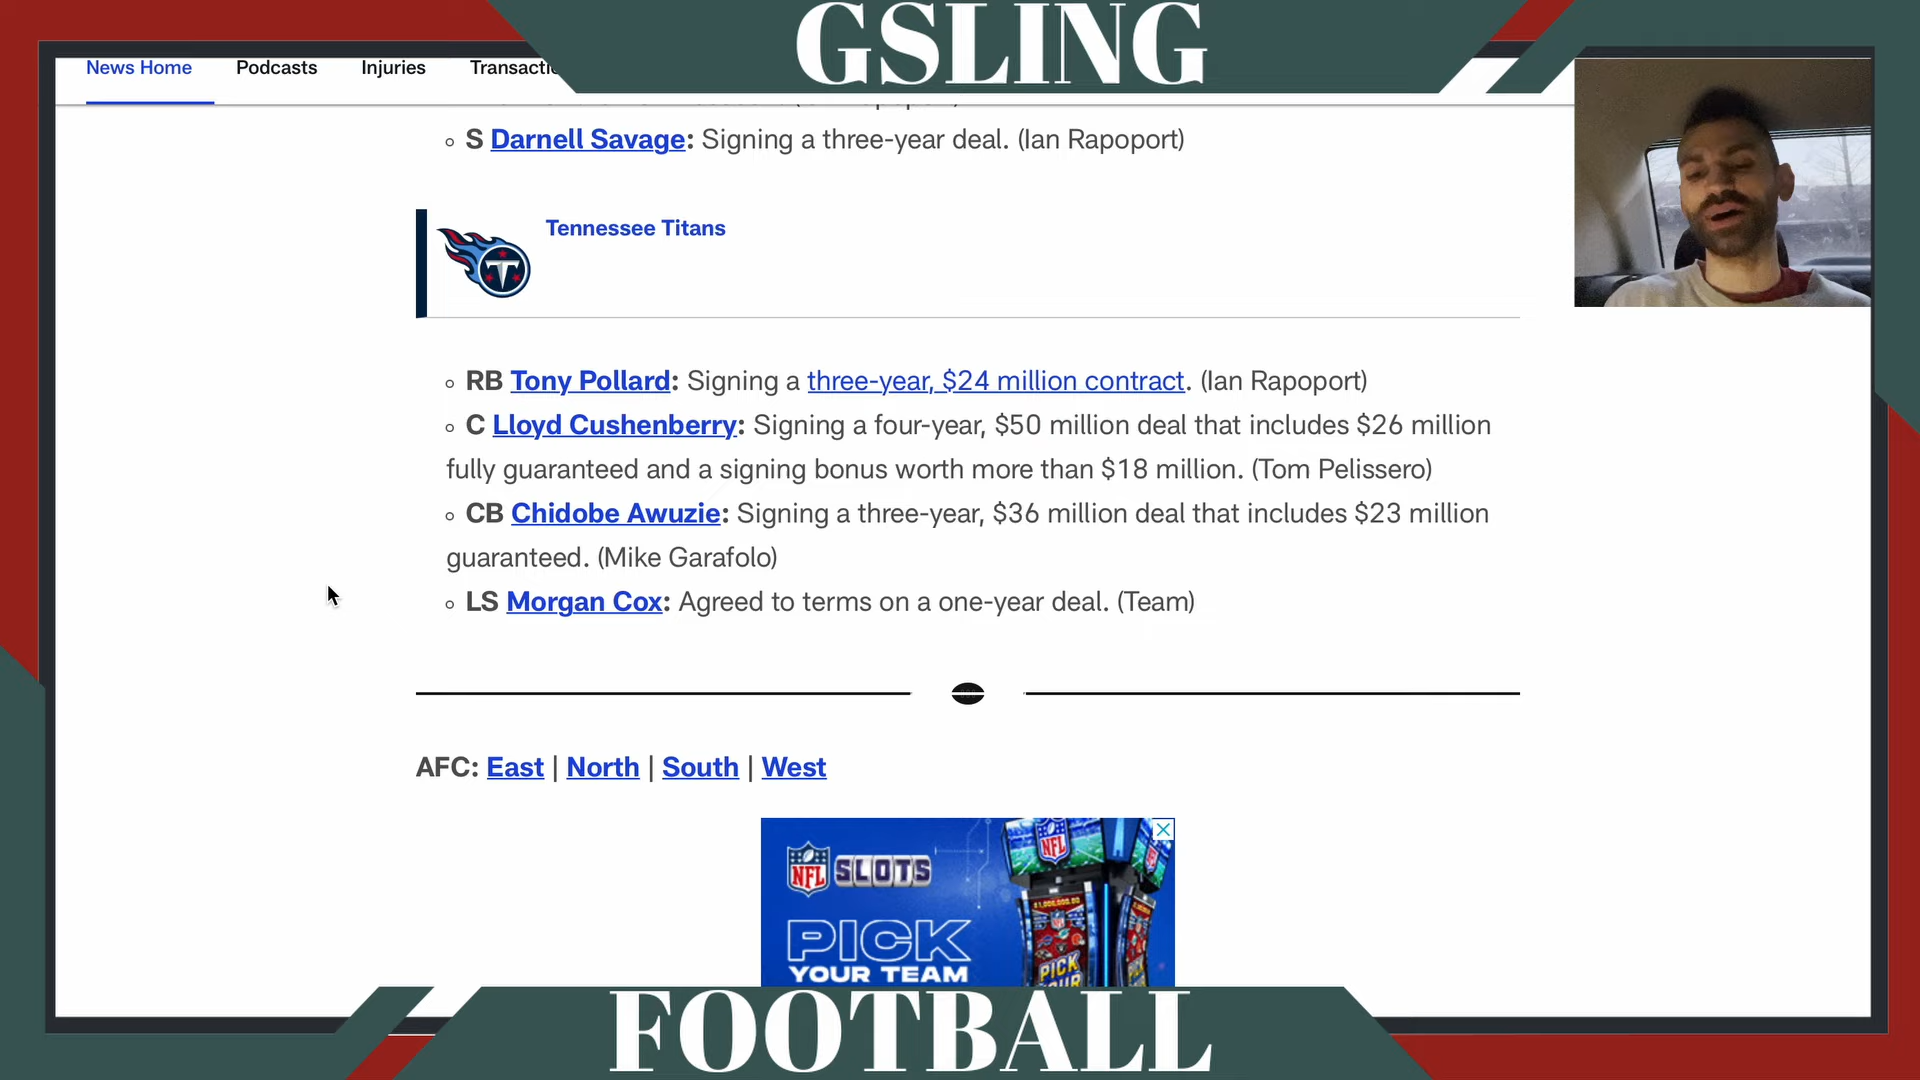 GSLING
News Home Podcasts Injuries Transactio
S Darnell Savage: Signing a three-year deal. (Ian Rapoport)
Tennessee Titans
T
RB Tony Pollard: Signing a three-year, $24 million contract. (Ian Rapoport)
C Lloyd Cushenberry: Signing a four-year, $50 million deal that includes $26 million
fully guaranteed and a signing bonus worth more than $18 million. (Tom Pelissero)
CB Chidobe Awuzie: Signing a three-year, $36 million deal that includes $23 million
guaranteed. (Mike Garafolo)
LS Morgan Cox: Agreed to terms on a one-year deal. (Team)
AFC: East | North | South | West
NFL SLOTS
NFL
PICK
YOUR TEAM
PICK
FOOTBALL